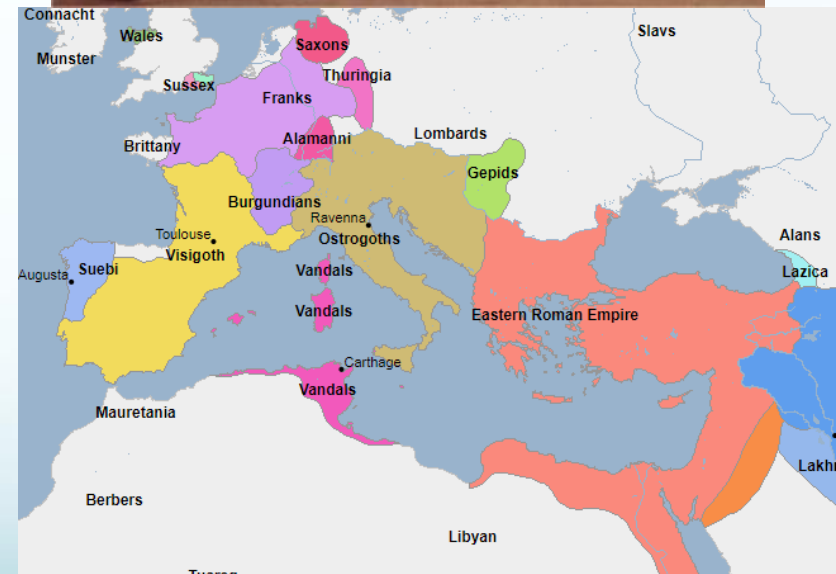 Connacht
Wales
Slavs
Saxons
Munster
Thuringia
Sussex
Franks
Lombards
Alamanni
Brittany
Gepids
Burgundians
Ravenna
Toulouse
Ostrogoths
Alans
Visigoth
Suebi
Augusta
Vandals
Lazica
Vandals
Eastern Roman Empire
Carthage
Vandals
Mauretania
Lakhm
Berbers
Libyan